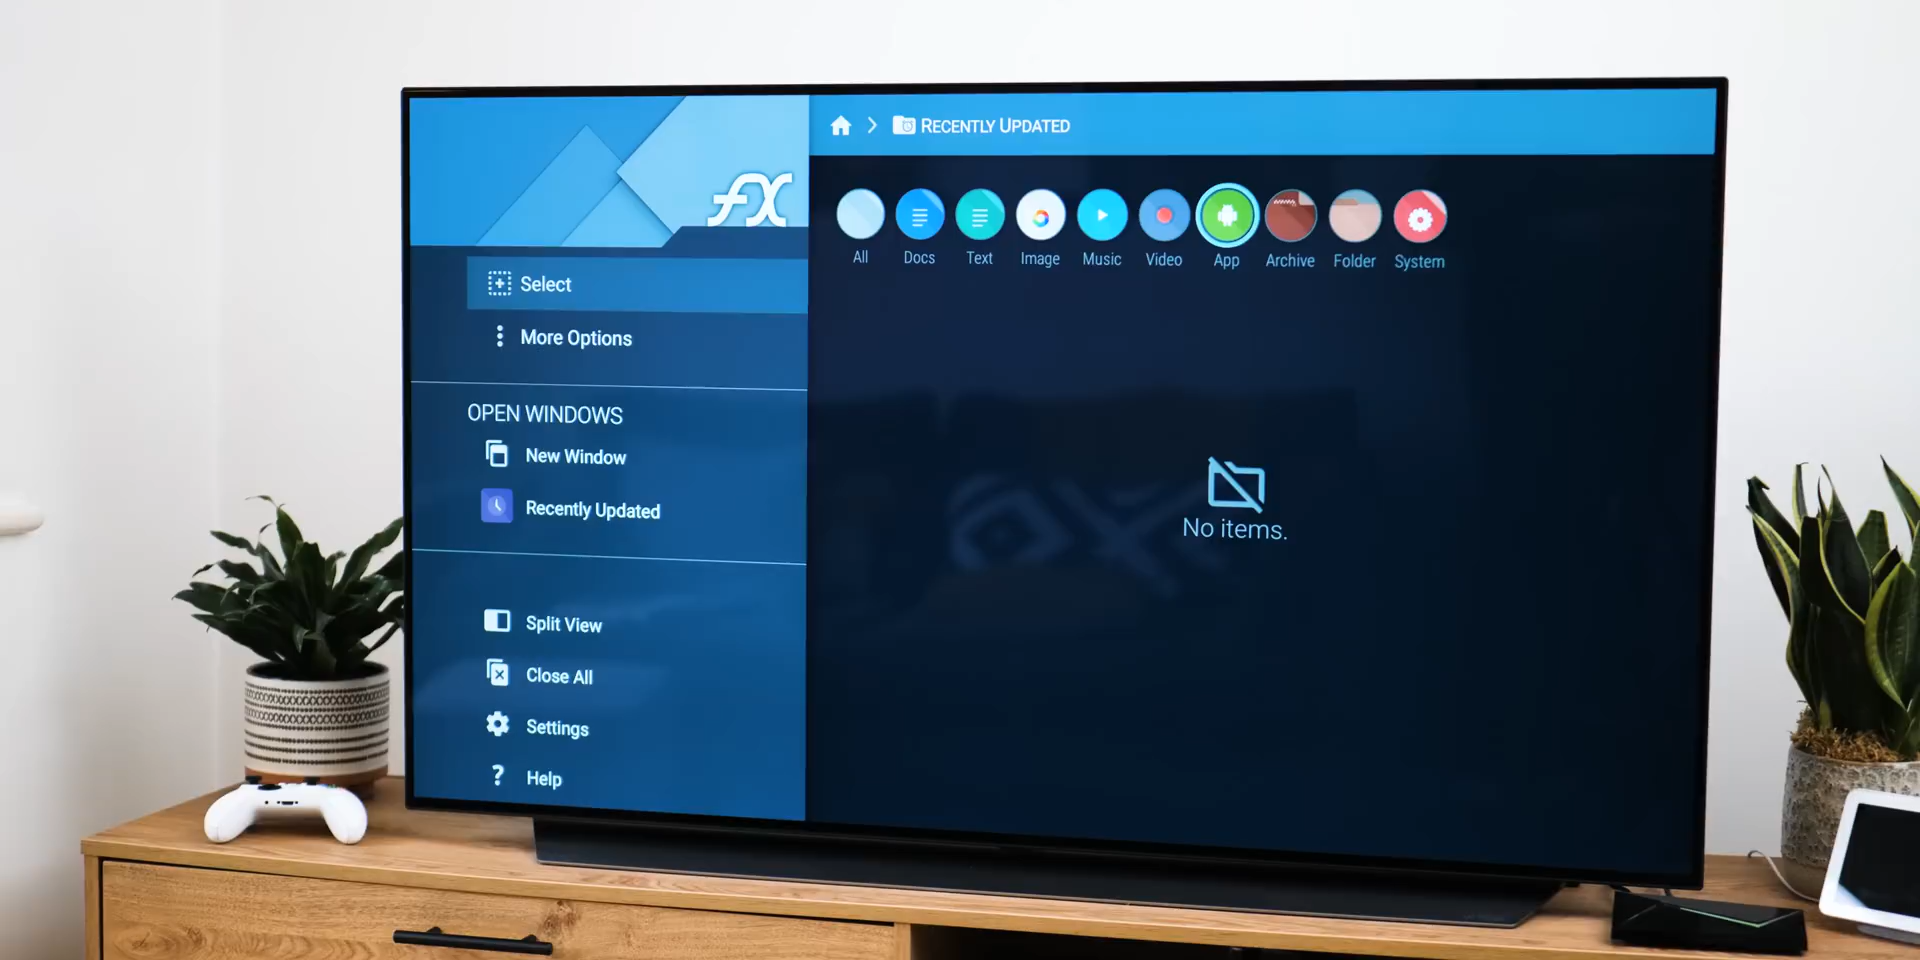 fX
Select
More Options
OPEN WINDOWS
New Window
Recently Updated
Split View
Close All
Settings
? Help
RECENTLY UPDATED
All Docs Text Image Music Video App Archive Folder System
No items.